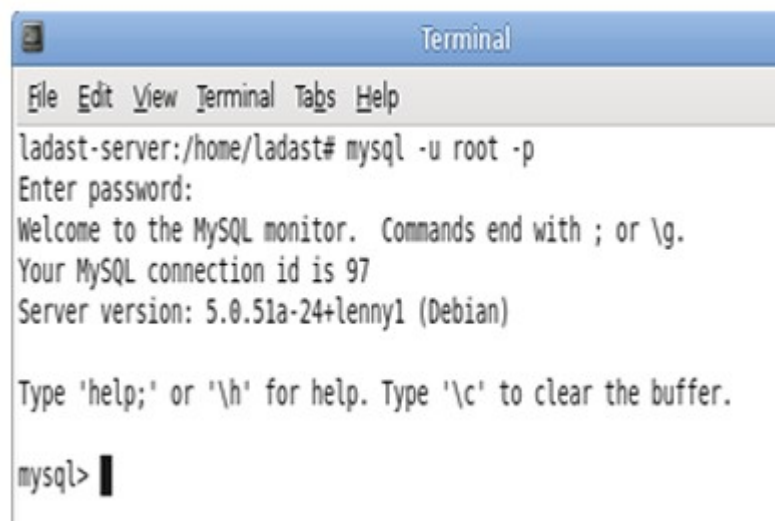 Terminal
File Edit View Terminal Tabs Help
ladast-server:/home/ladast# mysql -u root -p
Enter password:
Welcome to the MySQL monitor.  Commands end with ; or \g.
Your MySQL connection id is 97
Server version: 5.0.51a-24+lenny1 (Debian)
Type 'help;' or '\h' for help. Type '\c' to clear the buffer.
mysql>